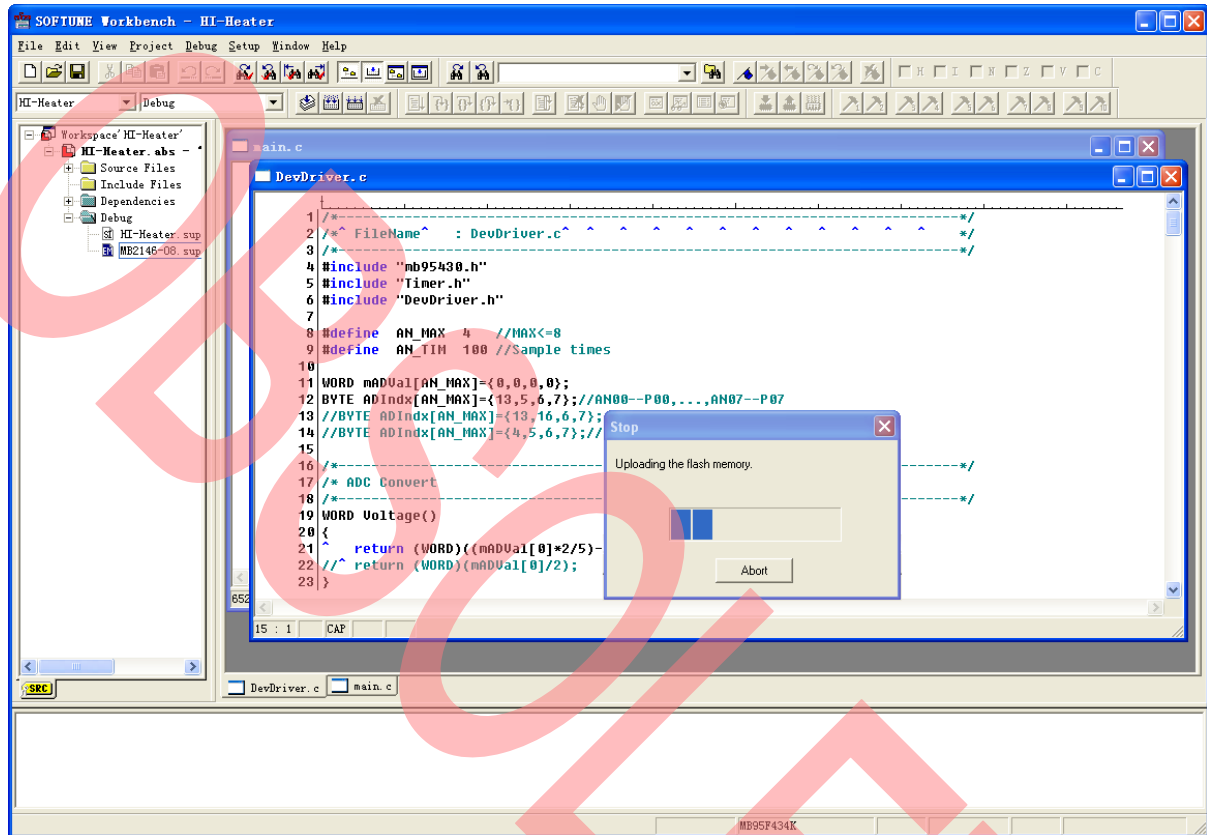 SOFTUNE Workbench - HI-Heater
File Edit View Project Debug Setup Window Help
H I N Z V C
HI-Heater Debug
Workspace'HI-Heater'
HI-Heater.abs -
Source Files
Include Files
Dependencies
Debug
HI-Heater.sup
MB2146-08.sup
main.c
DevDriver.c
1 /*-----------------------------------------------------------------------------*/
2 /*^ FileName^ : DevDriver.c^ ^ ^ ^ ^ ^ ^ ^ ^ ^ ^ */
3 /*-----------------------------------------------------------------------------*/
4 #include "mb95430.h"
5 #include "Timer.h"
6 #include "DevDriver.h"
7
8 #define AN_MAX 4 //MAX<=8
9 #define AN_TIM 100 //Sample times
10
11 WORD mADVal[AN_MAX]={0,0,0,0};
12 BYTE ADIndx[AN_MAX]={13,5,6,7};//AN00--P00,...,AN07--P07
13 //BYTE ADIndx[AN_MAX]={13,16,6,7};
14 //BYTE ADIndx[AN_MAX]={4,5,6,7};//
15
16 /*-----------------------------------------------------------------------------*/
17 /* ADC Convert
18 /*-----------------------------------------------------------------------------*/
19 WORD Voltage()
20 {
21 ^ return (WORD)((mADVal[0]*2/5)-
22 //^ return (WORD)(mADVal[0]/2);
23 }
Stop
Uploading the flash memory.
Abort
652
15 : 1 CAP
SRC
DevDriver.c main.c
MB95F434K